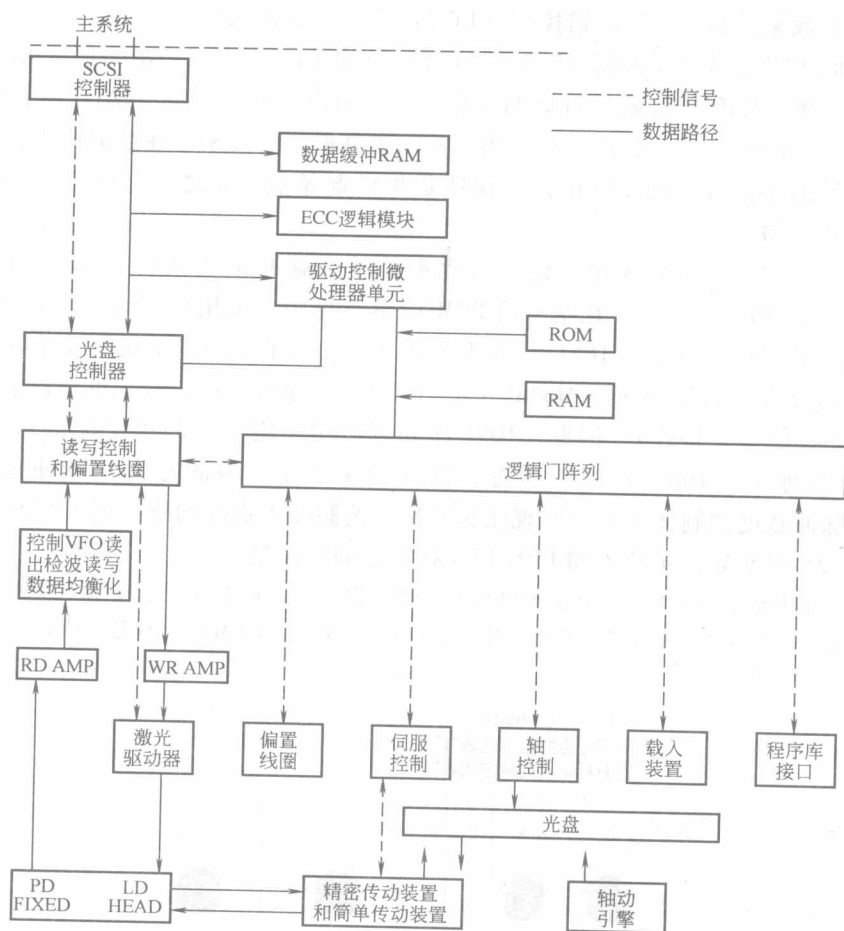 主系统
SCSI
控制器
控制信号
数据路径
数据缓冲RAM
ECC逻辑模块
驱动控制微
处理器单元
ROM
光盘
控制器
RAM
读写控制
和偏置线圈
逻辑门阵列
控制VFO读
出检波读写
数据均衡化
RD AMP
WR AMP
激光
驱动器
偏置
线圈
伺服
控制
轴
控制
载入
装置
程序库
接口
光盘
PD
FIXED
LD
HEAD
精密传动装置
和简单传动装置
轴动
引擎